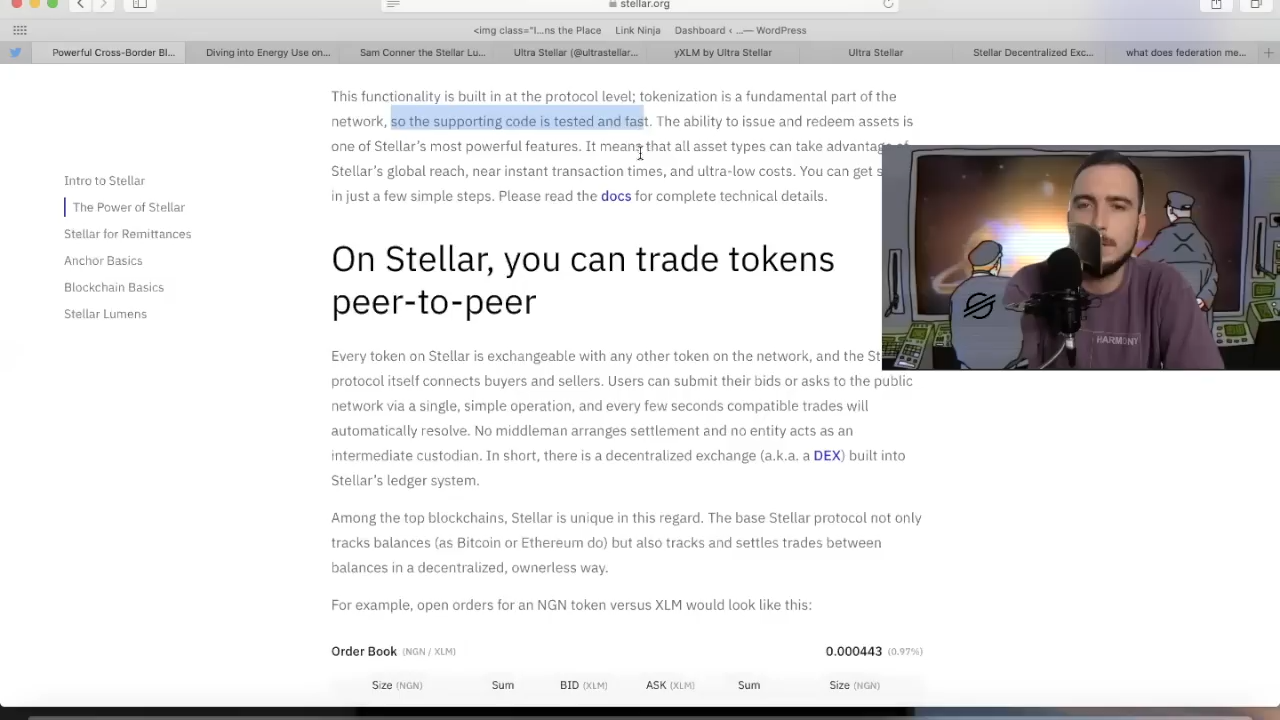 stellar.org
<img class="I...ns the Place Link Ninja Dashboard ‹ ...— WordPress
Powerful Cross-Border Bl... Diving into Energy Use on... Sam Conner the Stellar Lu... Ultra Stellar (@ultrastellar... yXLM by Ultra Stellar Ultra Stellar Stellar Decentralized Exc... what does federation me...
Intro to Stellar
The Power of Stellar
Stellar for Remittances
Anchor Basics
Blockchain Basics
Stellar Lumens
This functionality is built in at the protocol level; tokenization is a fundamental part of the
network, so the supporting code is tested and fast. The ability to issue and redeem assets is
one of Stellar's most powerful features. It means that all asset types can take advantage of
Stellar's global reach, near instant transaction times, and ultra-low costs. You can get s
in just a few simple steps. Please read the docs for complete technical details.
On Stellar, you can trade tokens
peer-to-peer
Every token on Stellar is exchangeable with any other token on the network, and the St
protocol itself connects buyers and sellers. Users can submit their bids or asks to the public
network via a single, simple operation, and every few seconds compatible trades will
automatically resolve. No middleman arranges settlement and no entity acts as an
intermediate custodian. In short, there is a decentralized exchange (a.k.a. a DEX) built into
Stellar's ledger system.
Among the top blockchains, Stellar is unique in this regard. The base Stellar protocol not only
tracks balances (as Bitcoin or Ethereum do) but also tracks and settles trades between
balances in a decentralized, ownerless way.
For example, open orders for an NGN token versus XLM would look like this:
Order Book (NGN / XLM) 0.000443 (0.97%)
Size (NGN) Sum BID (XLM) ASK (XLM) Sum Size (NGN)
HARMONY